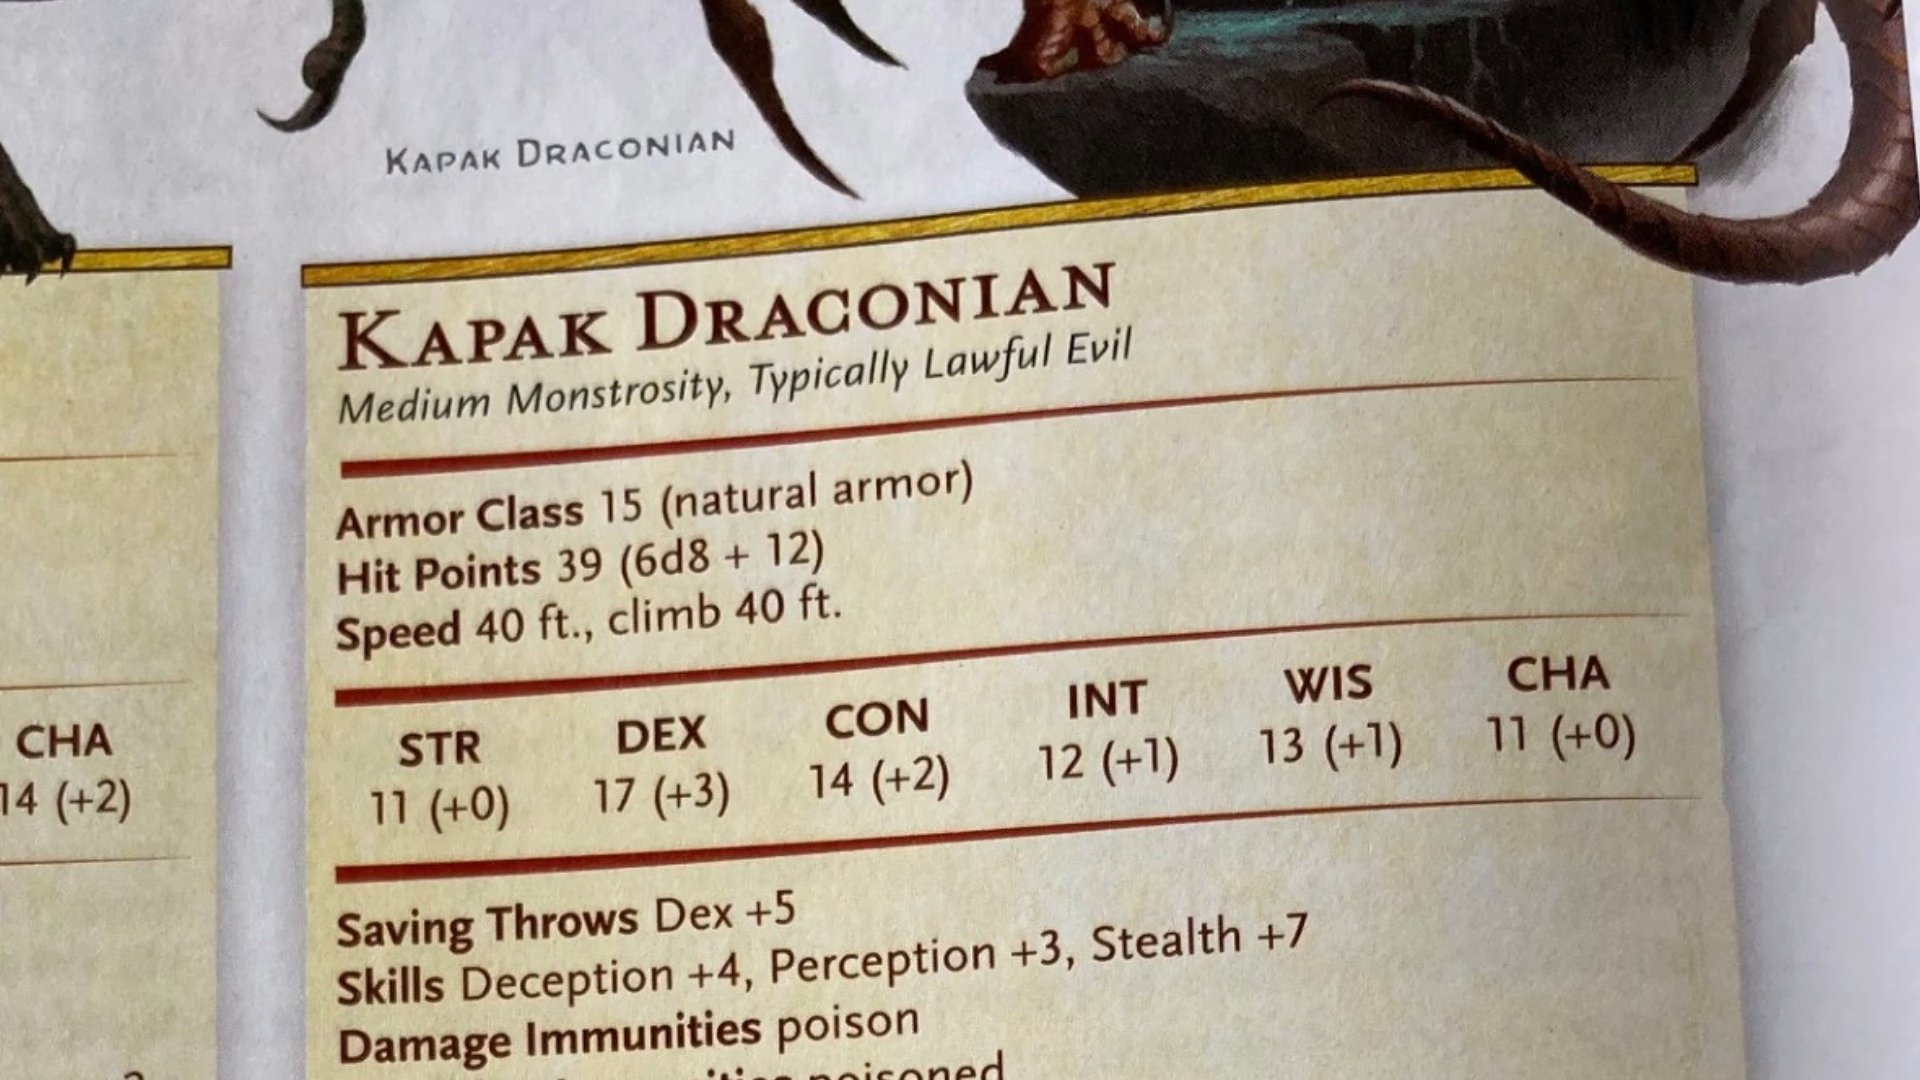 KAPAK DRACONIAN
KAPAK DRACONIAN
Medium Monstrosity, Typically Lawful Evil
Armor Class 15 (natural armor)
Hit Points 39 (6d8 + 12)
Speed 40 ft., climb 40 ft.
STR DEX CON INT WIS CHA
11 (+0) 17 (+3) 14 (+2) 12 (+1) 13 (+1) 11 (+0)
Saving Throws Dex +5
Skills Deception +4, Perception +3, Stealth +7
Damage Immunities poison
poisoned
CHA
14 (+2)